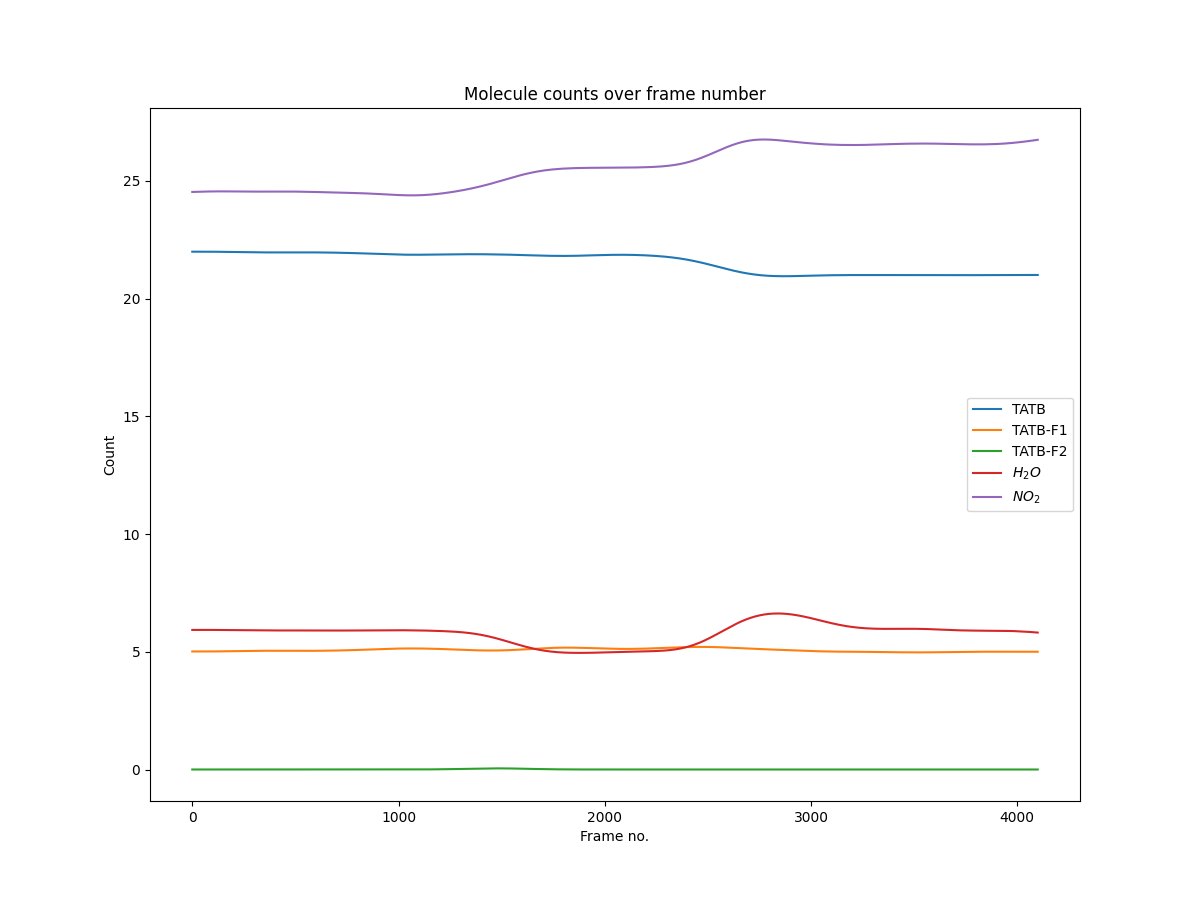 Molecule counts over frame number
Count
25
20
15
10
5
0
TATB
TATB-F1
TATB-F2
H₂O
NO₂
0 1000 2000 3000 4000
Frame no.